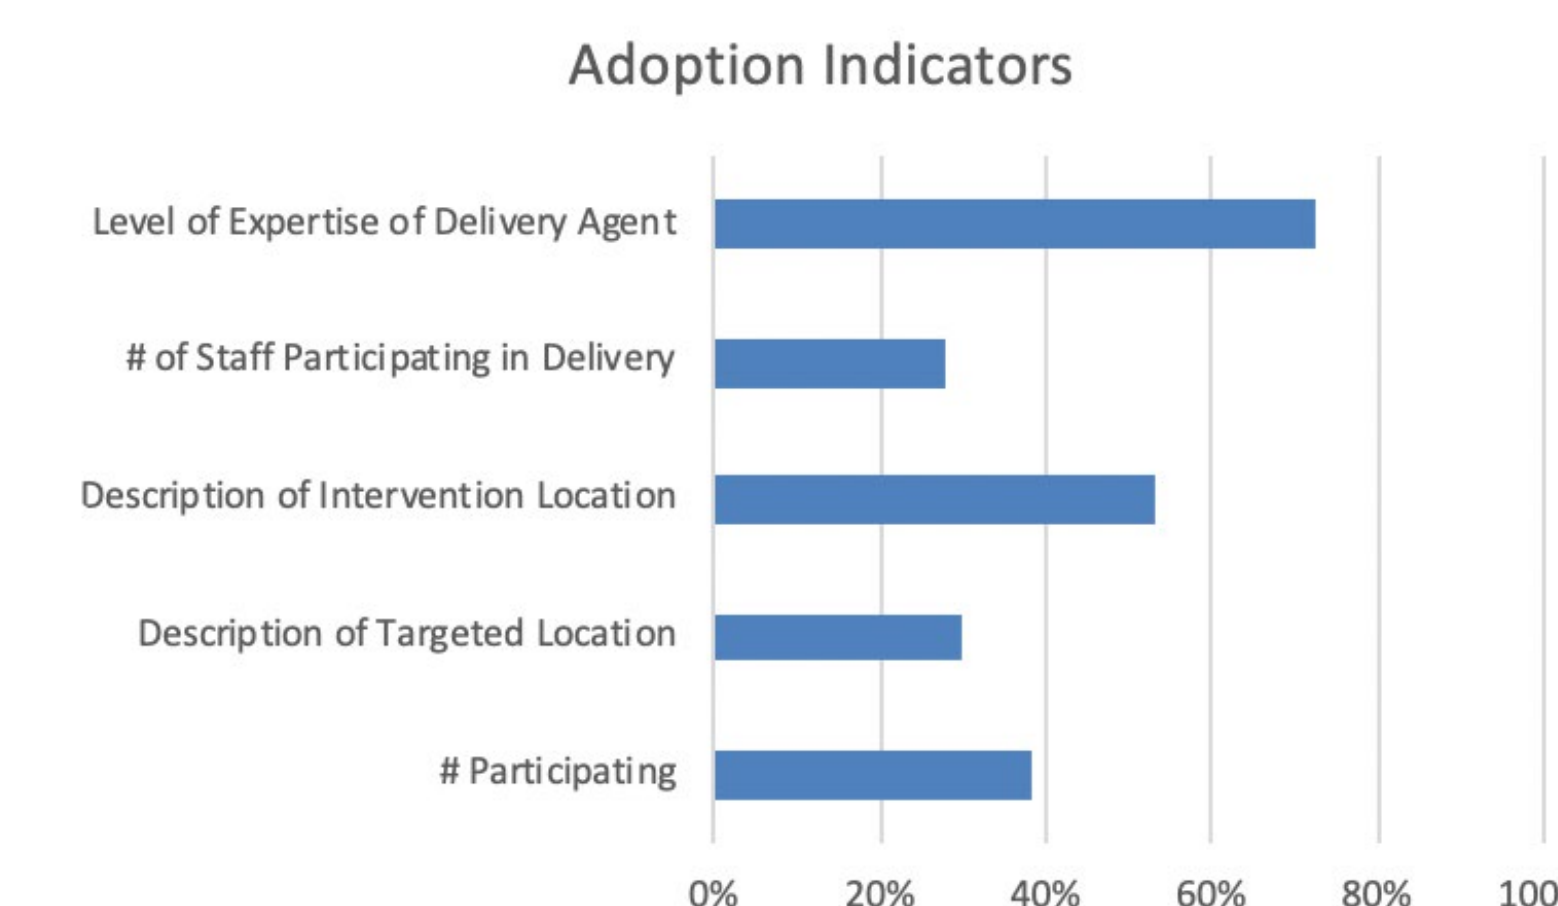 Adoption Indicators
Level of Expertise of Delivery Agent
# of Staff Participating in Delivery
Description of Intervention Location
Description of Targeted Location
# Participating
0% 20% 40% 60% 80% 100